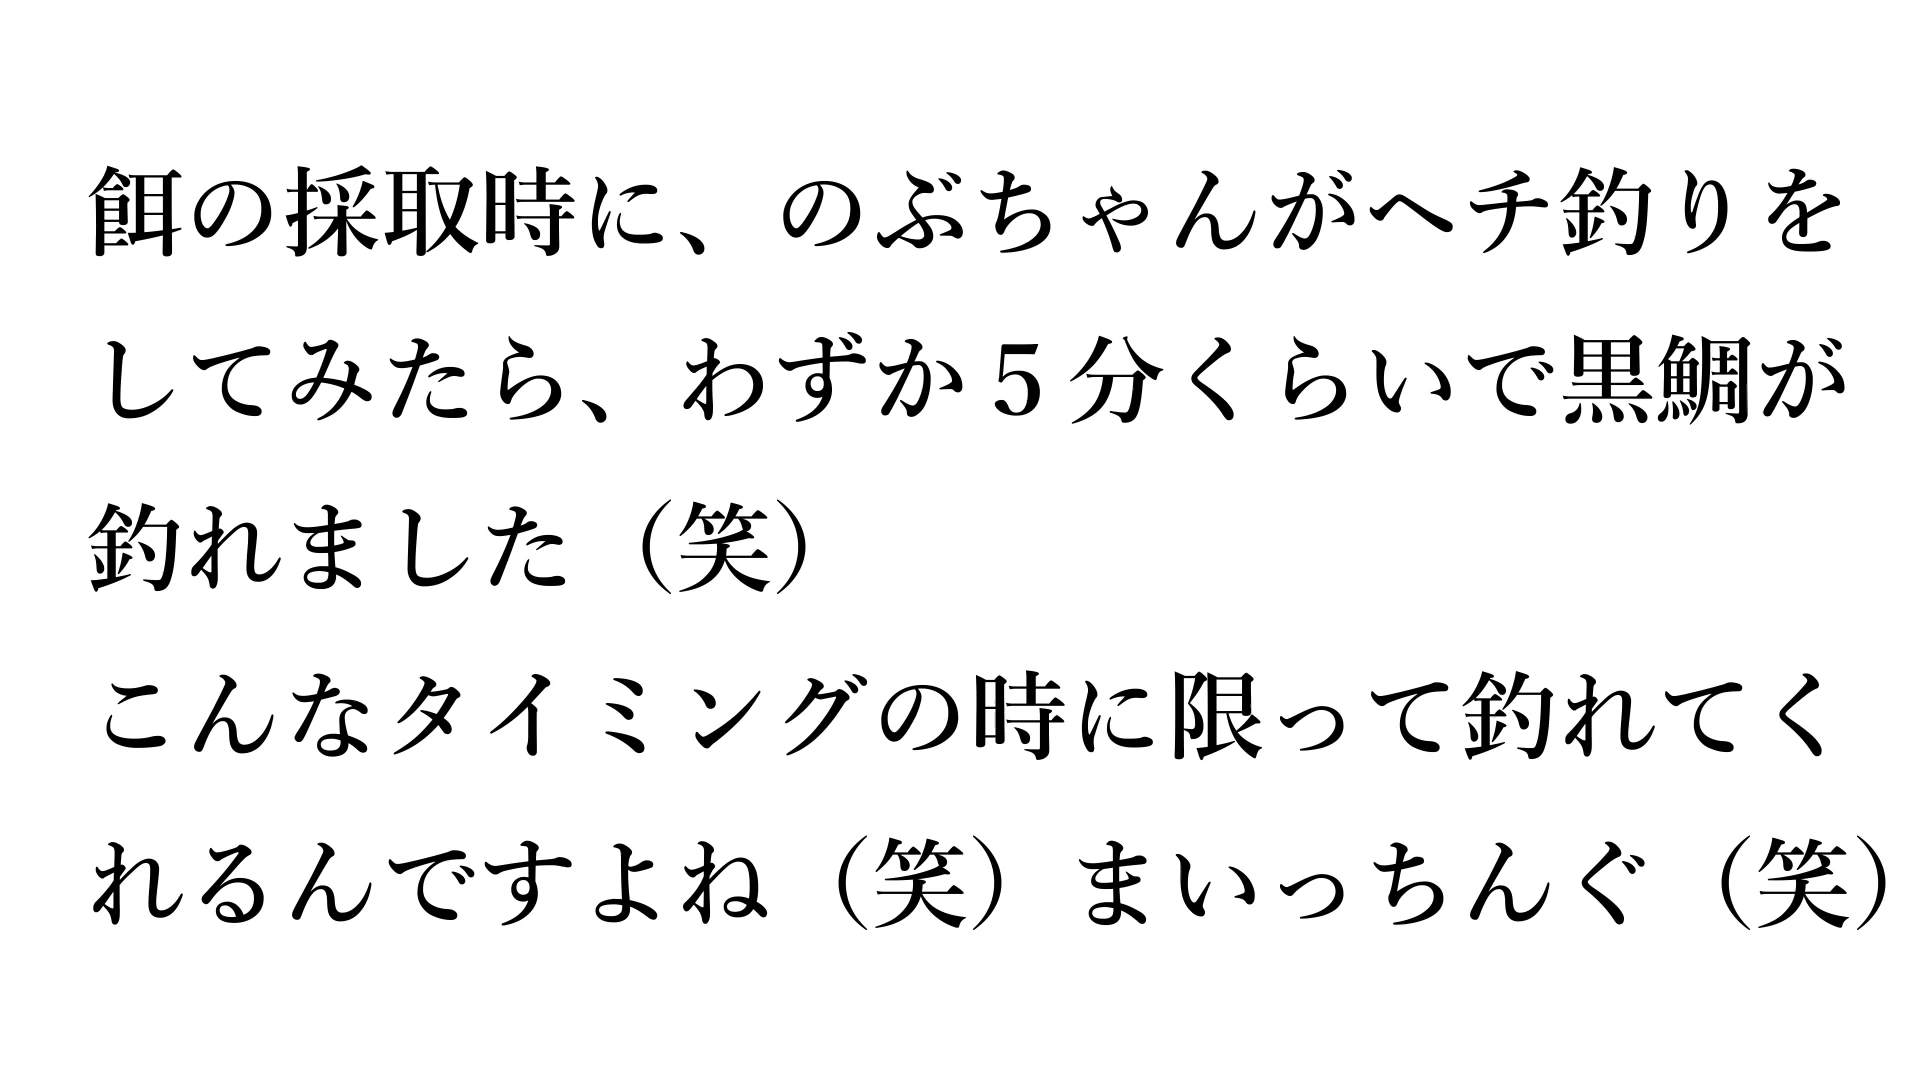 餌の採取時に、のぶちゃんがヘチ釣りを
してみたら、わずか５分くらいで黒鯛が
釣れました（笑）
こんなタイミングの時に限って釣れてく
れるんですよね（笑）まいっちんぐ（笑）